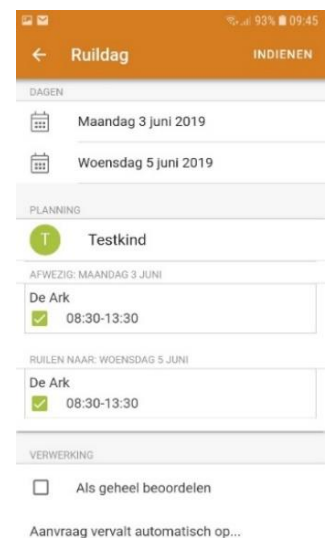 93% 09:45
Ruildag INDIENEN
DAGEN
Maandag 3 juni 2019
Woensdag 5 juni 2019
PLANNING
T Testkind
AFWEZIG: MAANDAG 3 JUNI
De Ark
08:30-13:30
RUILEN NAAR: WOENSDAG 5 JUNI
De Ark
08:30-13:30
VERWERKING
Als geheel beoordelen
Aanvraag vervalt automatisch op...